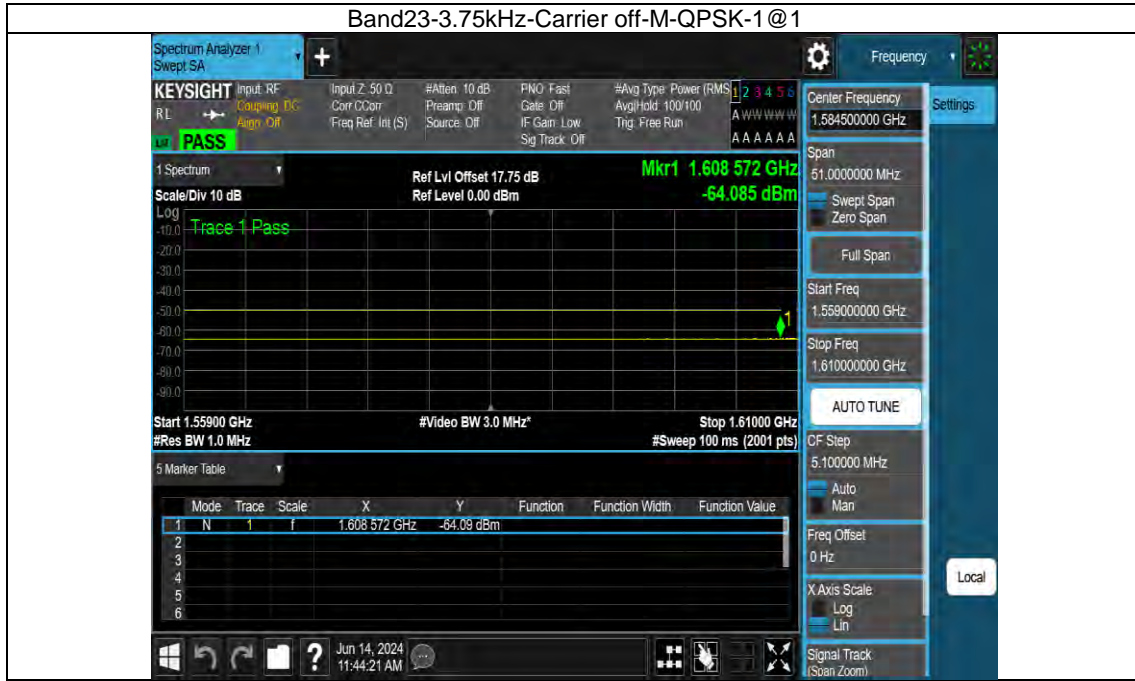 Band23-3.75kHz-Carrier off-M-QPSK-1@1
Spectrum Analyzer 1
Swept SA
+
Frequency
KEYSIGHT
RL
Input: RF
Coupling: DC
Align: Off
Input Z: 50 Ω
Corr CCorr
Freq Ref: Int (S)
#Atten: 10 dB
Preamp: Off
Source: Off
PNO: Fast
Gate: Off
IF Gain: Low
Sig Track: Off
#Avg Type: Power (RMS
Avg|Hold: 100/100
Trig: Free Run
1 2 3 4 5 6
A W W W W W
A A A A A A
PASS
1 Spectrum
Scale/Div 10 dB
Ref Lvl Offset 17.75 dB
Ref Level 0.00 dBm
Mkr1 1.608 572 GHz
-64.085 dBm
Log
Trace 1 Pass
-10.0
-20.0
-30.0
-40.0
-50.0
-60.0
-70.0
-80.0
-90.0
1
Start 1.55900 GHz
#Res BW 1.0 MHz
#Video BW 3.0 MHz*
Stop 1.61000 GHz
#Sweep 100 ms (2001 pts)
5 Marker Table
Mode Trace Scale X Y Function Function Width Function Value
1 N 1 f 1.608 572 GHz -64.09 dBm
2
3
4
5
6
Center Frequency
1.584500000 GHz
Settings
Span
51.0000000 MHz
Swept Span
Zero Span
Full Span
Start Freq
1.559000000 GHz
Stop Freq
1.610000000 GHz
AUTO TUNE
CF Step
5.100000 MHz
Auto
Man
Freq Offset
0 Hz
X Axis Scale
Log
Lin
Signal Track
(Span Zoom)
Local
?
Jun 14, 2024
11:44:21 AM